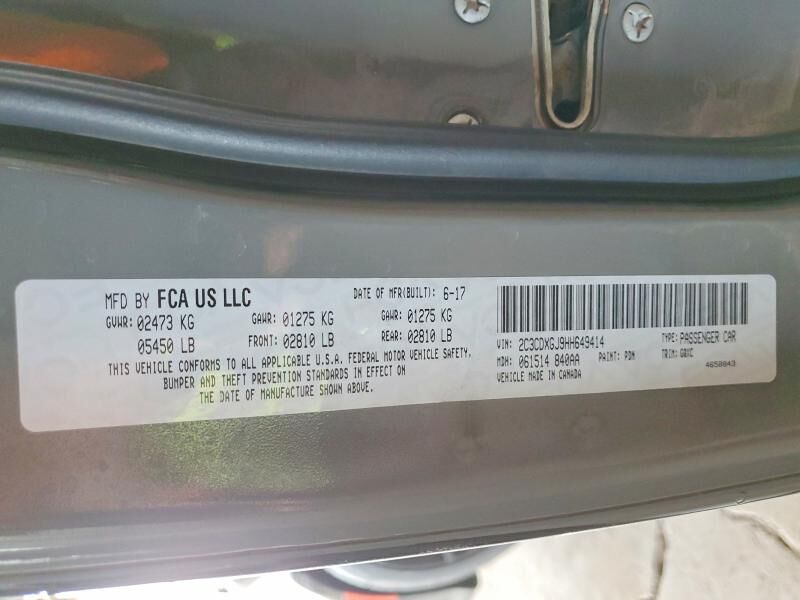 MFD BY FCA US LLC DATE OF MFR(BUILT): 6-17
GVWR: 02473 KG GAWR: 01275 KG GAWR: 01275 KG
05450 LB FRONT: 02810 LB REAR: 02810 LB
THIS VEHICLE CONFORMS TO ALL APPLICABLE U.S.A. FEDERAL MOTOR VEHICLE SAFETY,
BUMPER AND THEFT PREVENTION STANDARDS IN EFFECT ON
THE DATE OF MANUFACTURE SHOWN ABOVE.
VIN: 2C3CDXGJ9HH649414 TYPE: PASSENGER CAR
MDH: 061514 840AA PAINT: PDN TRIM: GRXC
VEHICLE MADE IN CANADA 4658843